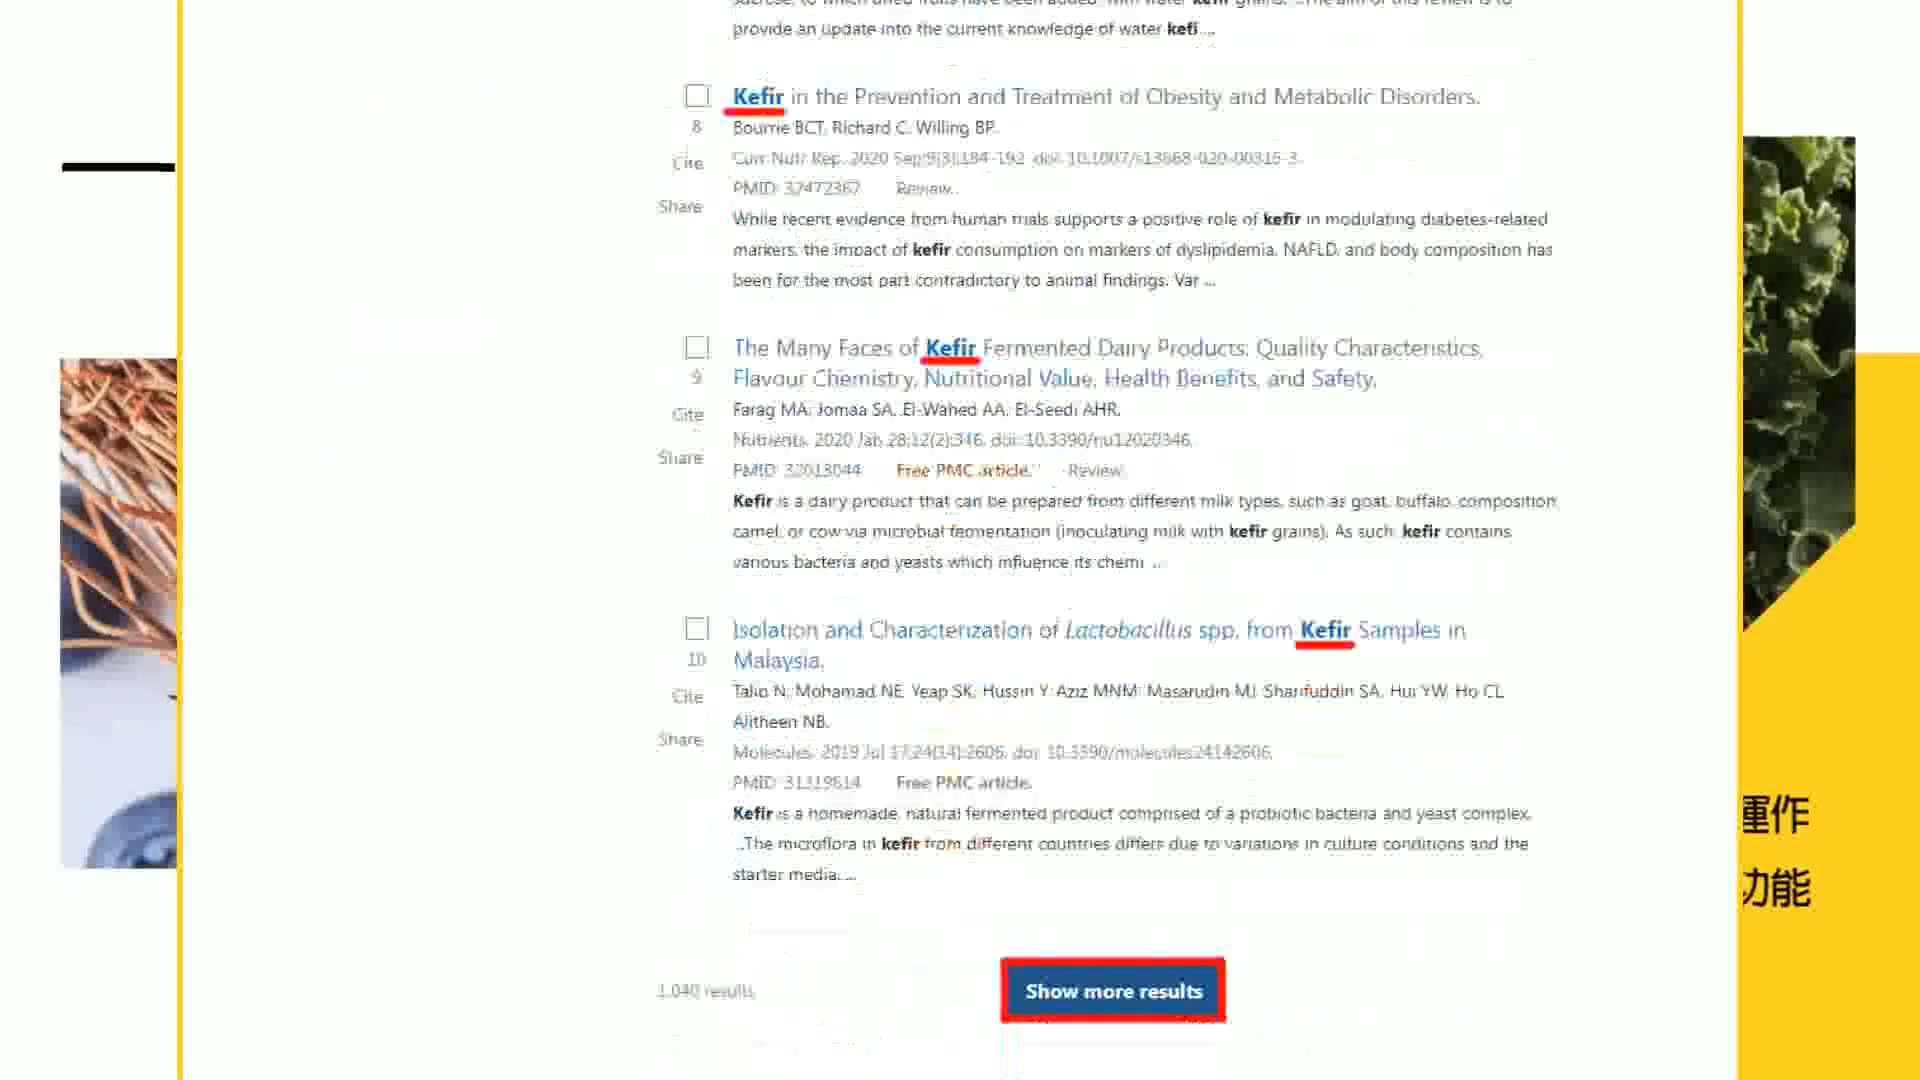 provide an update into the current knowledge of water kefi ...
Kefir in the Prevention and Treatment of Obesity and Metabolic Disorders.
8
Bourrie BCT, Richard C, Willing BP.
Cite
Curr Nutr Rep. 2020 Sep;9(3):184-192. doi: 10.1007/s13668-020-00315-3.
PMID: 32472367 Review.
Share
While recent evidence from human trials supports a positive role of kefir in modulating diabetes-related
markers, the impact of kefir consumption on markers of dyslipidemia, NAFLD, and body composition has
been for the most part contradictory to animal findings. Var ...
The Many Faces of Kefir Fermented Dairy Products: Quality Characteristics,
9
Flavour Chemistry, Nutritional Value, Health Benefits, and Safety.
Cite
Farag MA, Jomaa SA, El-Wahed AA, El-Seedi AHR.
Nutrients. 2020 Jan 28;12(2):346. doi: 10.3390/nu12020346.
Share
PMID: 32013044 Free PMC article. Review.
Kefir is a dairy product that can be prepared from different milk types, such as goat, buffalo, composition
camel, or cow via microbial fermentation (inoculating milk with kefir grains). As such, kefir contains
various bacteria and yeasts which influence its chemi ...
Isolation and Characterization of Lactobacillus spp. from Kefir Samples in
10
Malaysia.
Cite
Talib N, Mohamad NE, Yeap SK, Hussin Y, Aziz MNM, Masarudin MJ, Sharifuddin SA, Hui YW, Ho CL,
Alitheen NB.
Share
Molecules. 2019 Jul 17;24(14):2606. doi: 10.3390/molecules24142606.
PMID: 31319614 Free PMC article.
Kefir is a homemade, natural fermented product comprised of a probiotic bacteria and yeast complex.
...The microflora in kefir from different countries differs due to variations in culture conditions and the
starter media. ...
運作
功能
1,040 results
Show more results